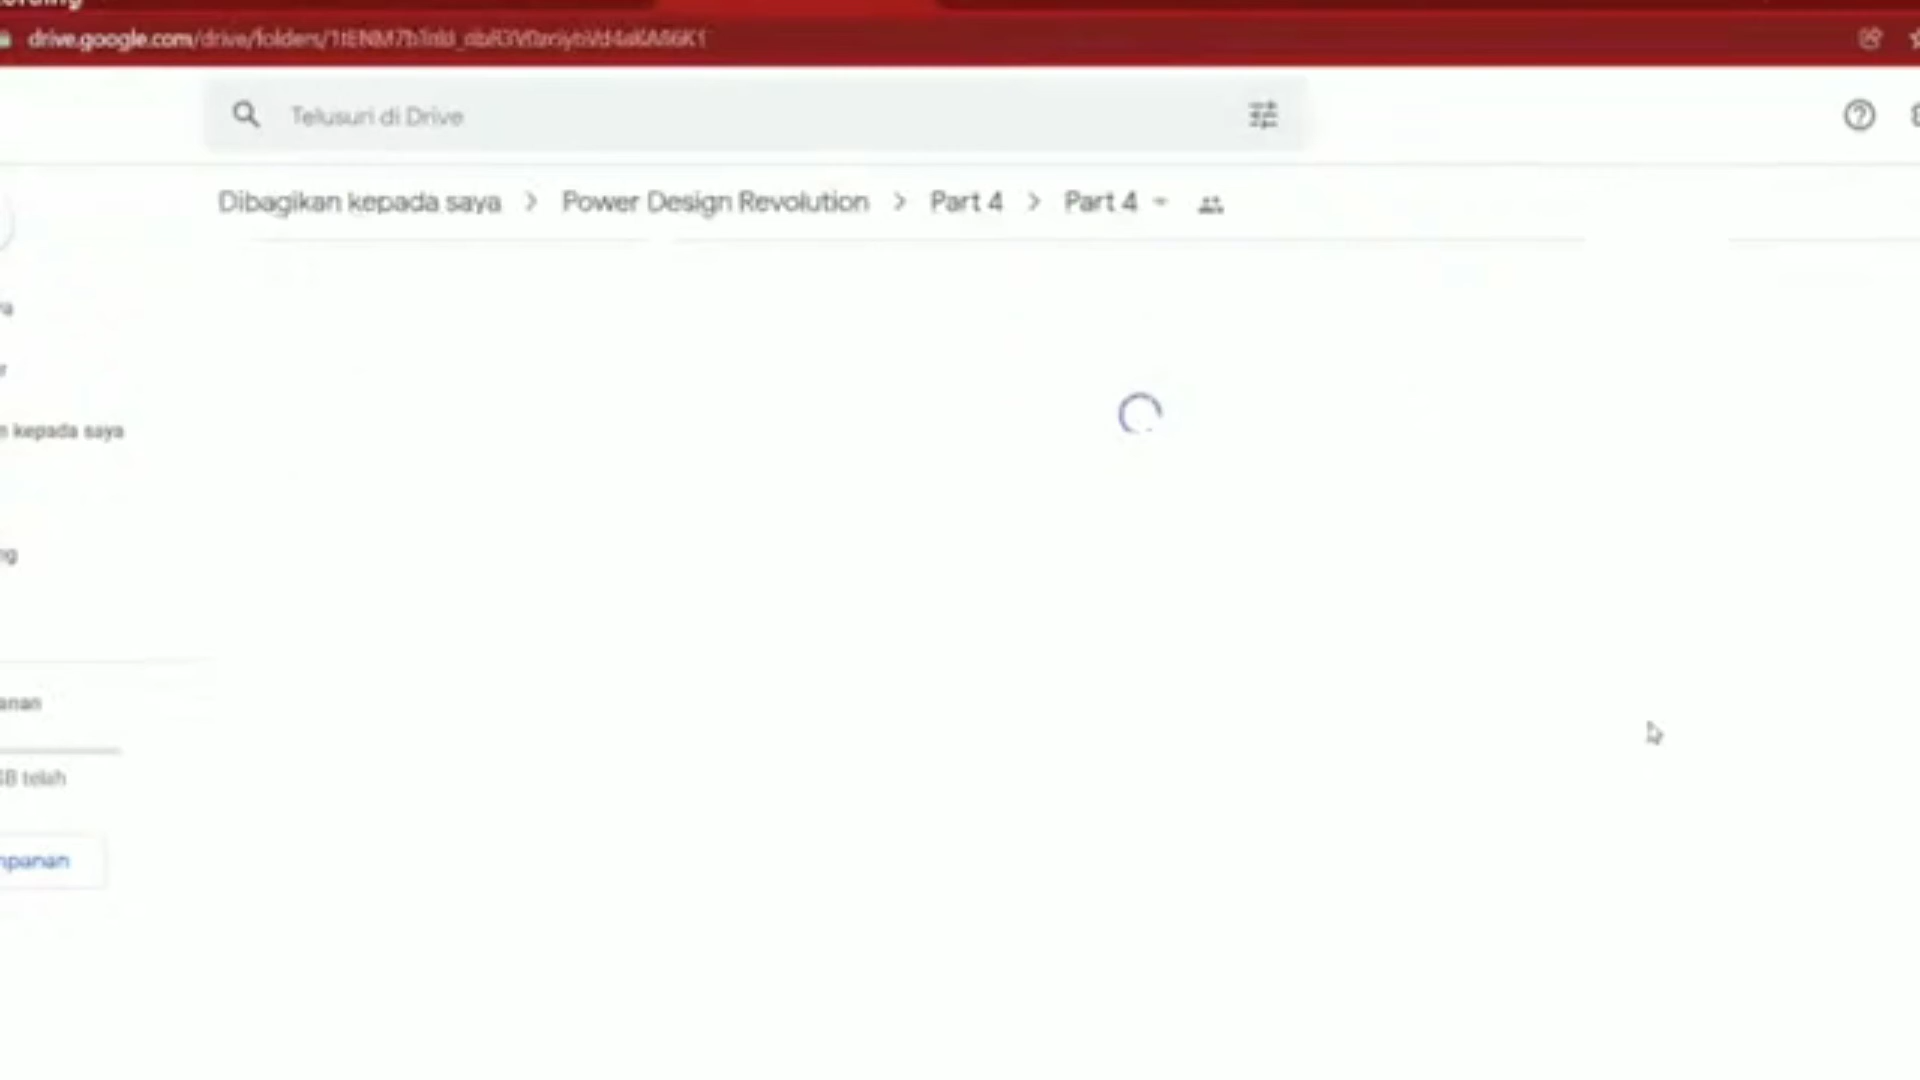 drive.google.com/drive/folders/
Telusuri di Drive
Dibagikan kepada saya > Power Design Revolution > Part 4 > Part 4
kepada saya
GB telah